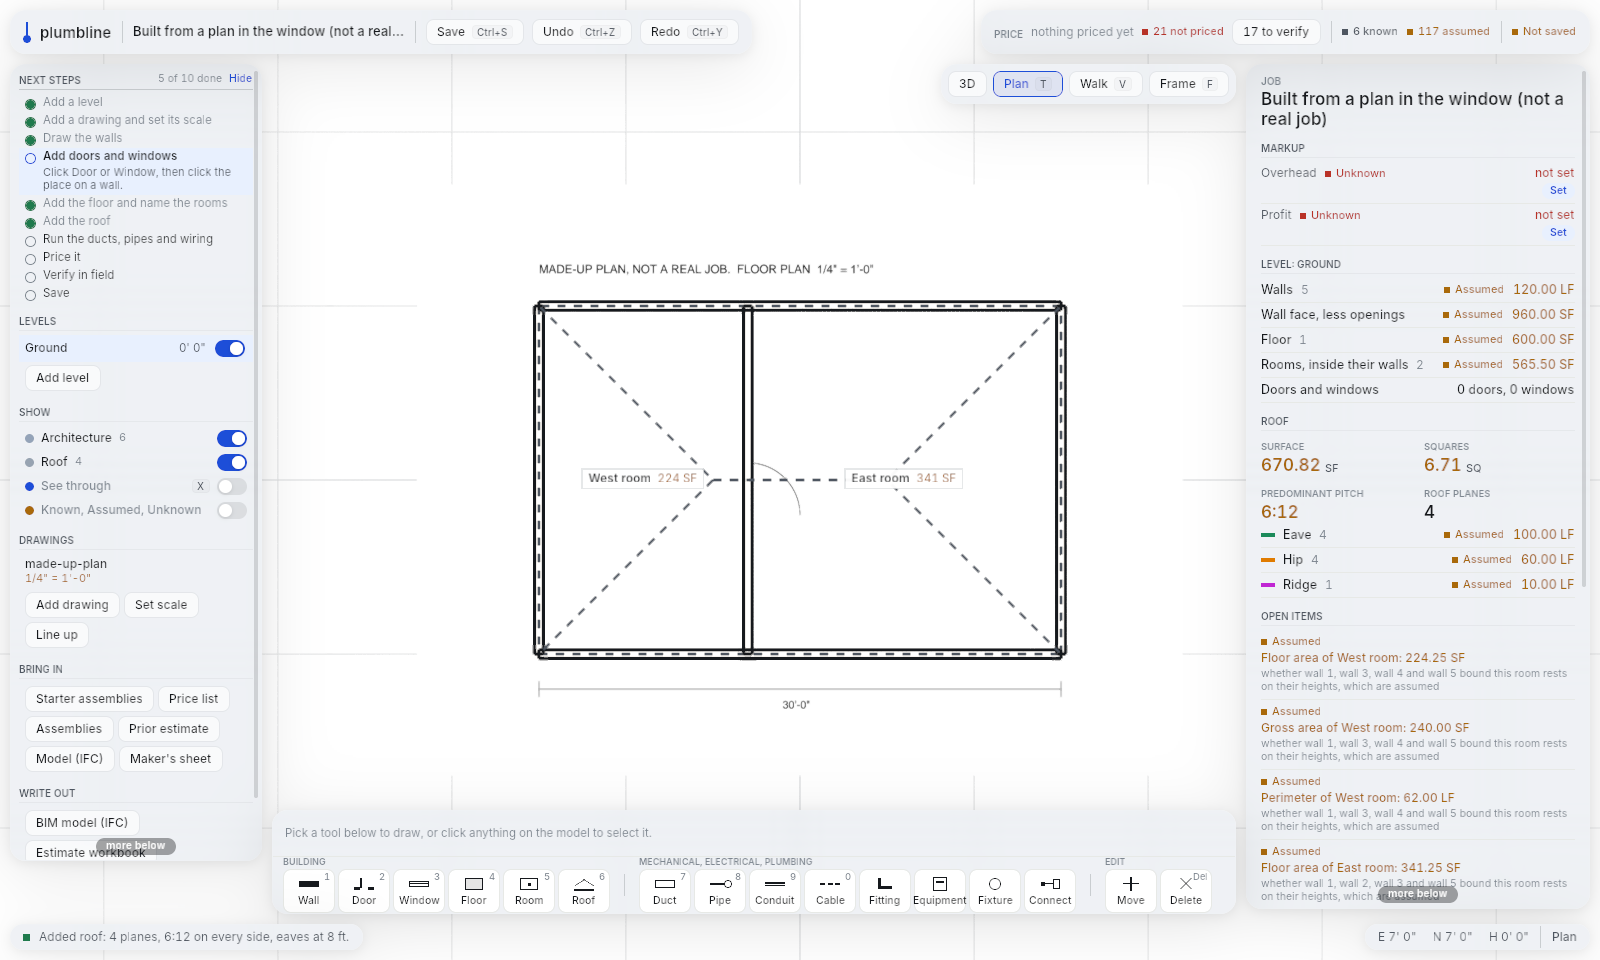 plumbline
Built from a plan in the window (not a real...
Save Ctrl+S
Undo Ctrl+Z
Redo Ctrl+Y
PRICE nothing priced yet 21 not priced 17 to verify 6 known 117 assumed Not saved
3D
Plan T
Walk V
Frame F
NEXT STEPS 5 of 10 done Hide
Add a level
Add a drawing and set its scale
Draw the walls
Add doors and windows
Click Door or Window, then click the
place on a wall.
Add the floor and name the rooms
Add the roof
Run the ducts, pipes and wiring
Price it
Verify in field
Save
LEVELS
Ground 0' 0"
Add level
SHOW
Architecture 6
Roof 4
See through X
Known, Assumed, Unknown
DRAWINGS
made-up-plan
1/4" = 1'-0"
Add drawing Set scale
Line up
BRING IN
Starter assemblies Price list
Assemblies Prior estimate
Model (IFC) Maker's sheet
WRITE OUT
BIM model (IFC)
Estimate workbook
more below
MADE-UP PLAN, NOT A REAL JOB. FLOOR PLAN 1/4" = 1'-0"
West room 224 SF
East room 341 SF
30'-0"
Pick a tool below to draw, or click anything on the model to select it.
BUILDING
Wall 1
Door 2
Window 3
Floor 4
Room 5
Roof 6
MECHANICAL, ELECTRICAL, PLUMBING
Duct 7
Pipe 8
Conduit 9
Cable 0
Fitting
Equipment
Fixture
Connect
EDIT
Move
Delete Del
JOB
Built from a plan in the window (not a
real job)
MARKUP
Overhead Unknown not set
Set
Profit Unknown not set
Set
LEVEL: GROUND
Walls 5 Assumed 120.00 LF
Wall face, less openings Assumed 960.00 SF
Floor 1 Assumed 600.00 SF
Rooms, inside their walls 2 Assumed 565.50 SF
Doors and windows 0 doors, 0 windows
ROOF
SURFACE SQUARES
670.82 SF 6.71 SQ
PREDOMINANT PITCH ROOF PLANES
6:12 4
Eave 4 Assumed 100.00 LF
Hip 4 Assumed 60.00 LF
Ridge 1 Assumed 10.00 LF
OPEN ITEMS
Assumed
Floor area of West room: 224.25 SF
whether wall 1, wall 3, wall 4 and wall 5 bound this room rests
on their heights, which are assumed
Assumed
Gross area of West room: 240.00 SF
whether wall 1, wall 3, wall 4 and wall 5 bound this room rests
on their heights, which are assumed
Assumed
Perimeter of West room: 62.00 LF
whether wall 1, wall 3, wall 4 and wall 5 bound this room rests
on their heights, which are assumed
Assumed
Floor area of East room: 341.25 SF
whether wall 1, wall 2, wall 3 and wall 5 bound this room rests
on their heights, which are assumed
more below
Added roof: 4 planes, 6:12 on every side, eaves at 8 ft.
E 7' 0" N 7' 0" H 0' 0" Plan